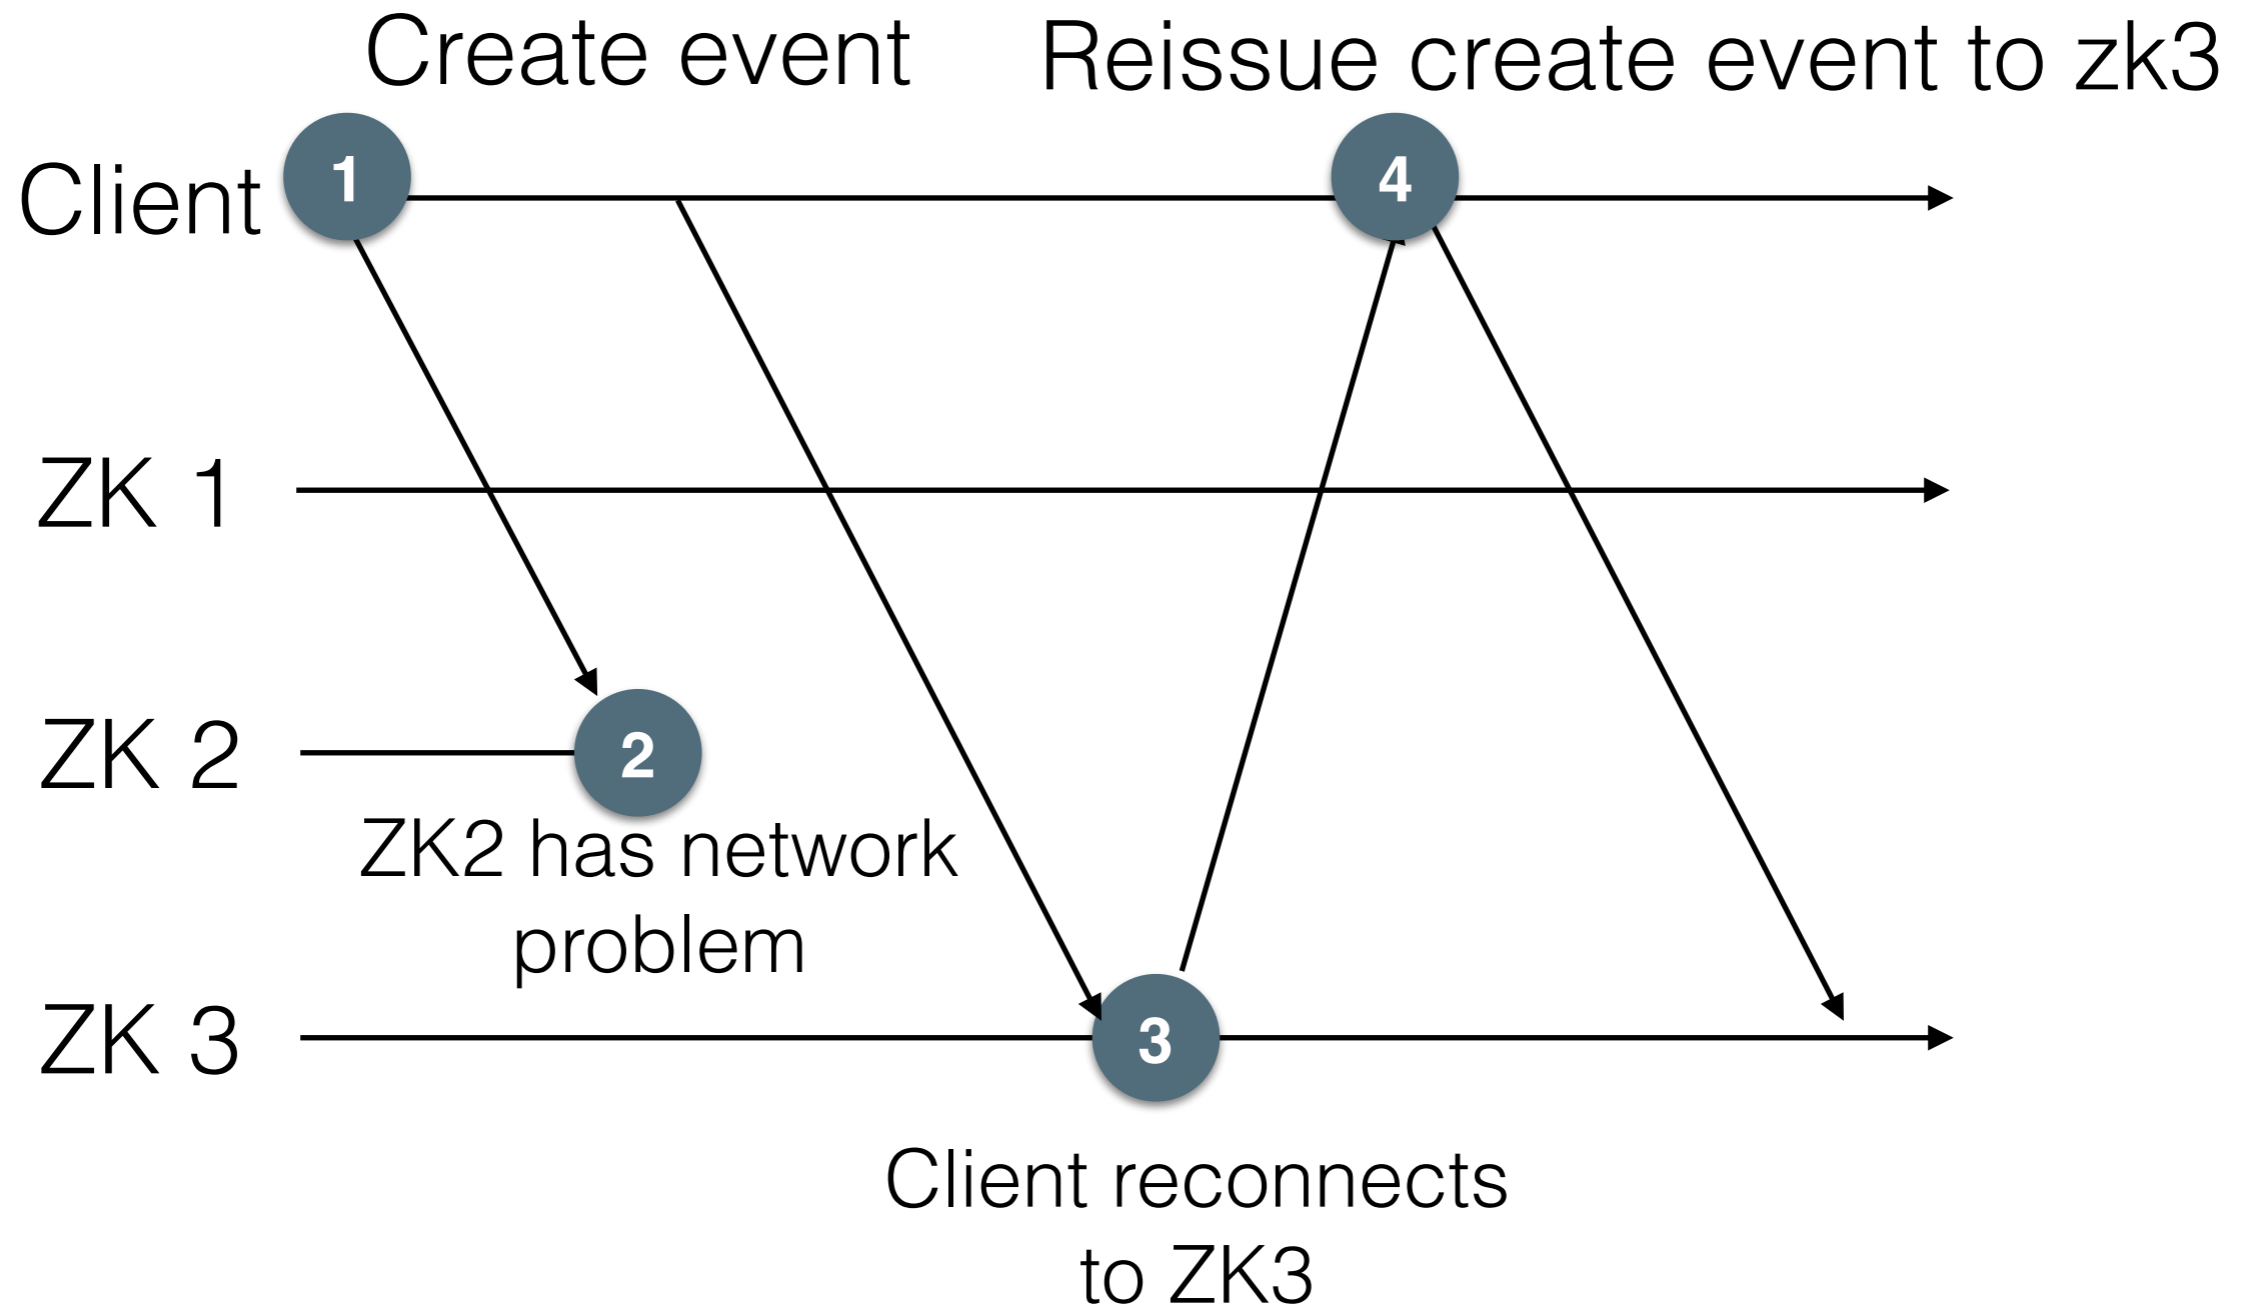 Create event
Reissue create event to zk3
Client
1
4
ZK 1
ZK 2
2
ZK2 has network
problem
ZK 3
3
Client reconnects
to ZK3